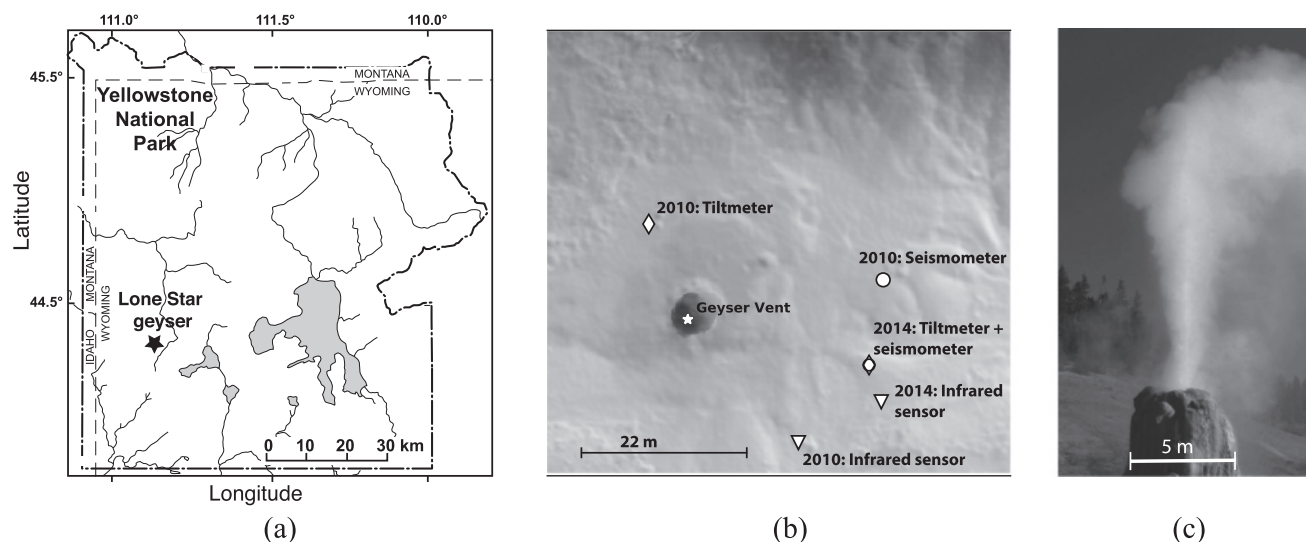 111.0°
111.5°
110.0°
45.5°
MONTANA
WYOMING
Yellowstone
National
Park
Latitude
MONTANA
IDAHO
WYOMING
44.5°
Lone Star
geyser
0 10 20 30 km
Longitude
(a)
2010: Tiltmeter
2010: Seismometer
Geyser Vent
2014: Tiltmeter +
seismometer
2014: Infrared
sensor
22 m
2010: Infrared sensor
(b)
5 m
(c)